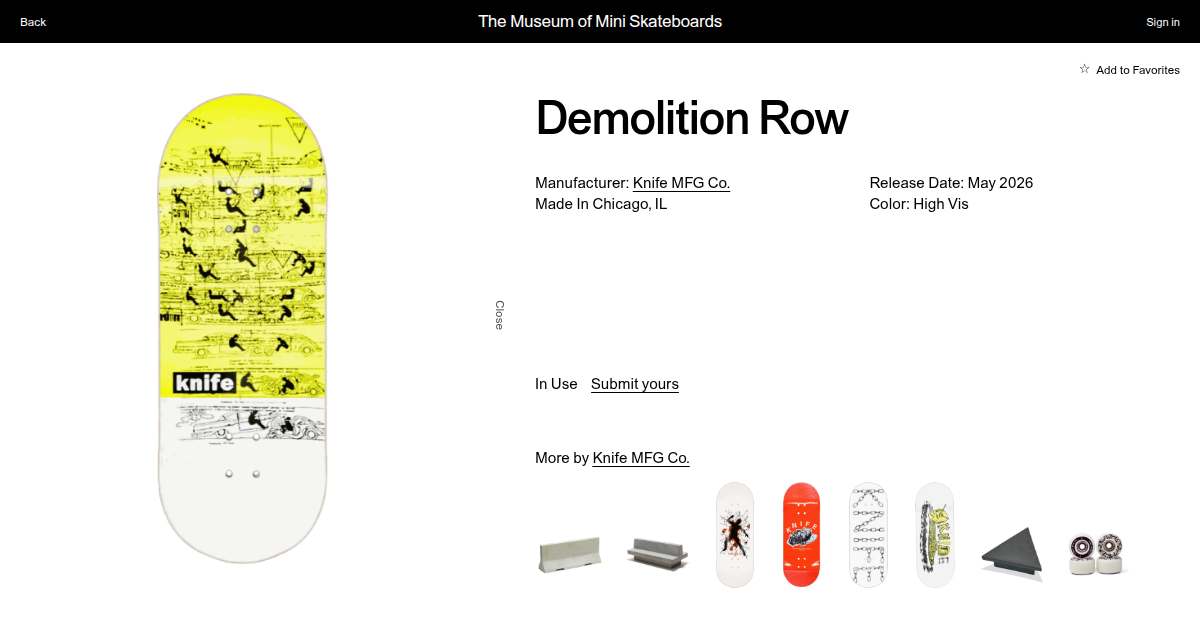 Back
The Museum of Mini Skateboards
Sign in
☆ Add to Favorites
Demolition Row
Manufacturer: Knife MFG Co.
Made In Chicago, IL
Release Date: May 2026
Color: High Vis
Close
knife
In Use Submit yours
More by Knife MFG Co.
KNIFE
KNIFE